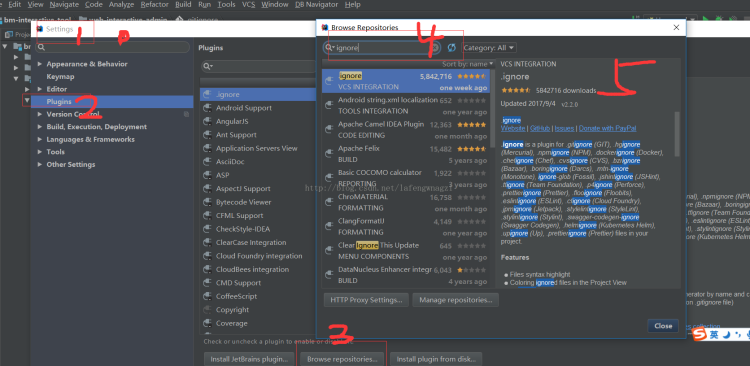 Navigate Code Analyze Refactor Build Run Tools VCS Window DB Navigator Help
bm-interactive-tool
web-interactive-admin
.gitignore
Settings
1
Plugins
Appearance & Behavior
Keymap
Editor
Plugins
2
Version Control
Build, Execution, Deployment
Languages & Frameworks
Tools
Other Settings
.ignore
Android Support
AngularJS
Ant Support
Application Servers View
AsciiDoc
ASP
AspectJ Support
Bytecode Viewer
CFML Support
CheckStyle-IDEA
ClearCase Integration
Cloud Foundry integration
CloudBees integration
CMD Support
CoffeeScript
Copyright
Coverage
Check or uncheck a plugin to enable or
3
Install JetBrains plugin...
Browse repositories...
Install plugin from disk...
Browse Repositories
4
ignore
Category: All
Sort by: name
.ignore 5,842,716
VCS INTEGRATION one week ago
Android string.xml localization 652
TOOLS INTEGRATION one year ago
Apache Camel IDEA Plugin 12,363
CODE EDITING one month ago
Apache Felix 15,482
BUILD 5 years ago
Basic COCOMO calculator 1,922
REPORTING years ago
ChroMATERIAL 16,758
FORMATTING one month ago
ClangFormatIJ 4,149
FORMATTING one year ago
Clear Ignore This Update 645
MENU COMPONENTS one year ago
DataNucleus Enhancer integr 6,043
BUILD 4 years ago
HTTP Proxy Settings...
Manage repositories...
5
VCS INTEGRATION
.ignore
5842716 downloads
Updated 2017/9/4 v2.2.0
ignore
Website | GitHub | Issues | Donate with PayPal
.ignore is a plugin for .gitignore (GIT), .hgignore
(Mercurial), .npmignore (NPM), .dockerignore (Docker),
.chefignore (Chef), .cvsignore (CVS), .bzrignore
(Bazaar), .boringignore (Darcs), .mtn-ignore
(Monotone), ignore-glob (Fossil), .jshintignore (JSHint),
.tfignore (Team Foundation), .p4ignore (Perforce),
.prettierignore (Prettier), .flooignore (Floobits),
.eslintignore (ESLint), .cfignore (Cloud Foundry),
.jpmignore (Jetpack), .stylelintignore (StyleLint),
.stylintignore (Stylint), .swagger-codegen-ignore
(Swagger Codegen), .helmignore (Kubernetes Helm),
.upignore (Up), .prettierignore (Prettier) files in your
project.
Features
Files syntax highlight
Coloring ignored files in the Project View
Close
英